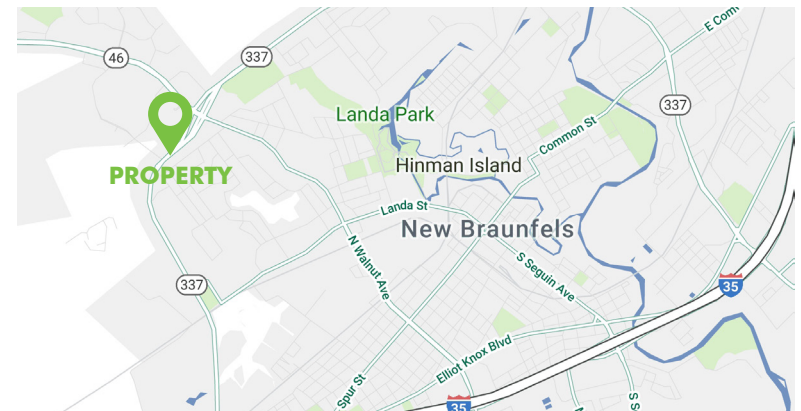 E Com
46
337
337
Landa Park
Common St
Hinman Island
PROPERTY
Landa St
New Braunfels
N Walnut Ave
S Seguin Ave
337
35
Elliot Knox Blvd
Spur St
35
N
S S